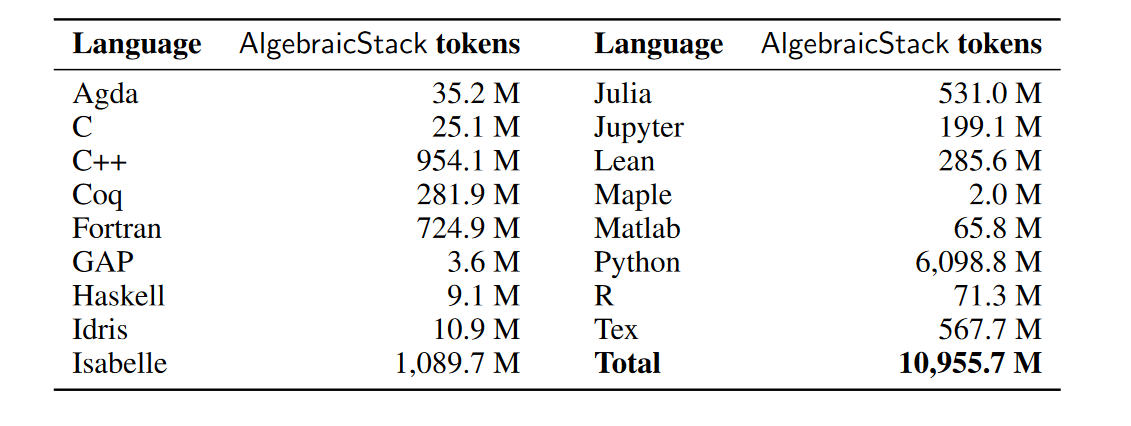 Language AlgebraicStack tokens Language AlgebraicStack tokens
Agda 35.2 M Julia 531.0 M
C 25.1 M Jupyter 199.1 M
C++ 954.1 M Lean 285.6 M
Coq 281.9 M Maple 2.0 M
Fortran 724.9 M Matlab 65.8 M
GAP 3.6 M Python 6,098.8 M
Haskell 9.1 M R 71.3 M
Idris 10.9 M Tex 567.7 M
Isabelle 1,089.7 M Total 10,955.7 M